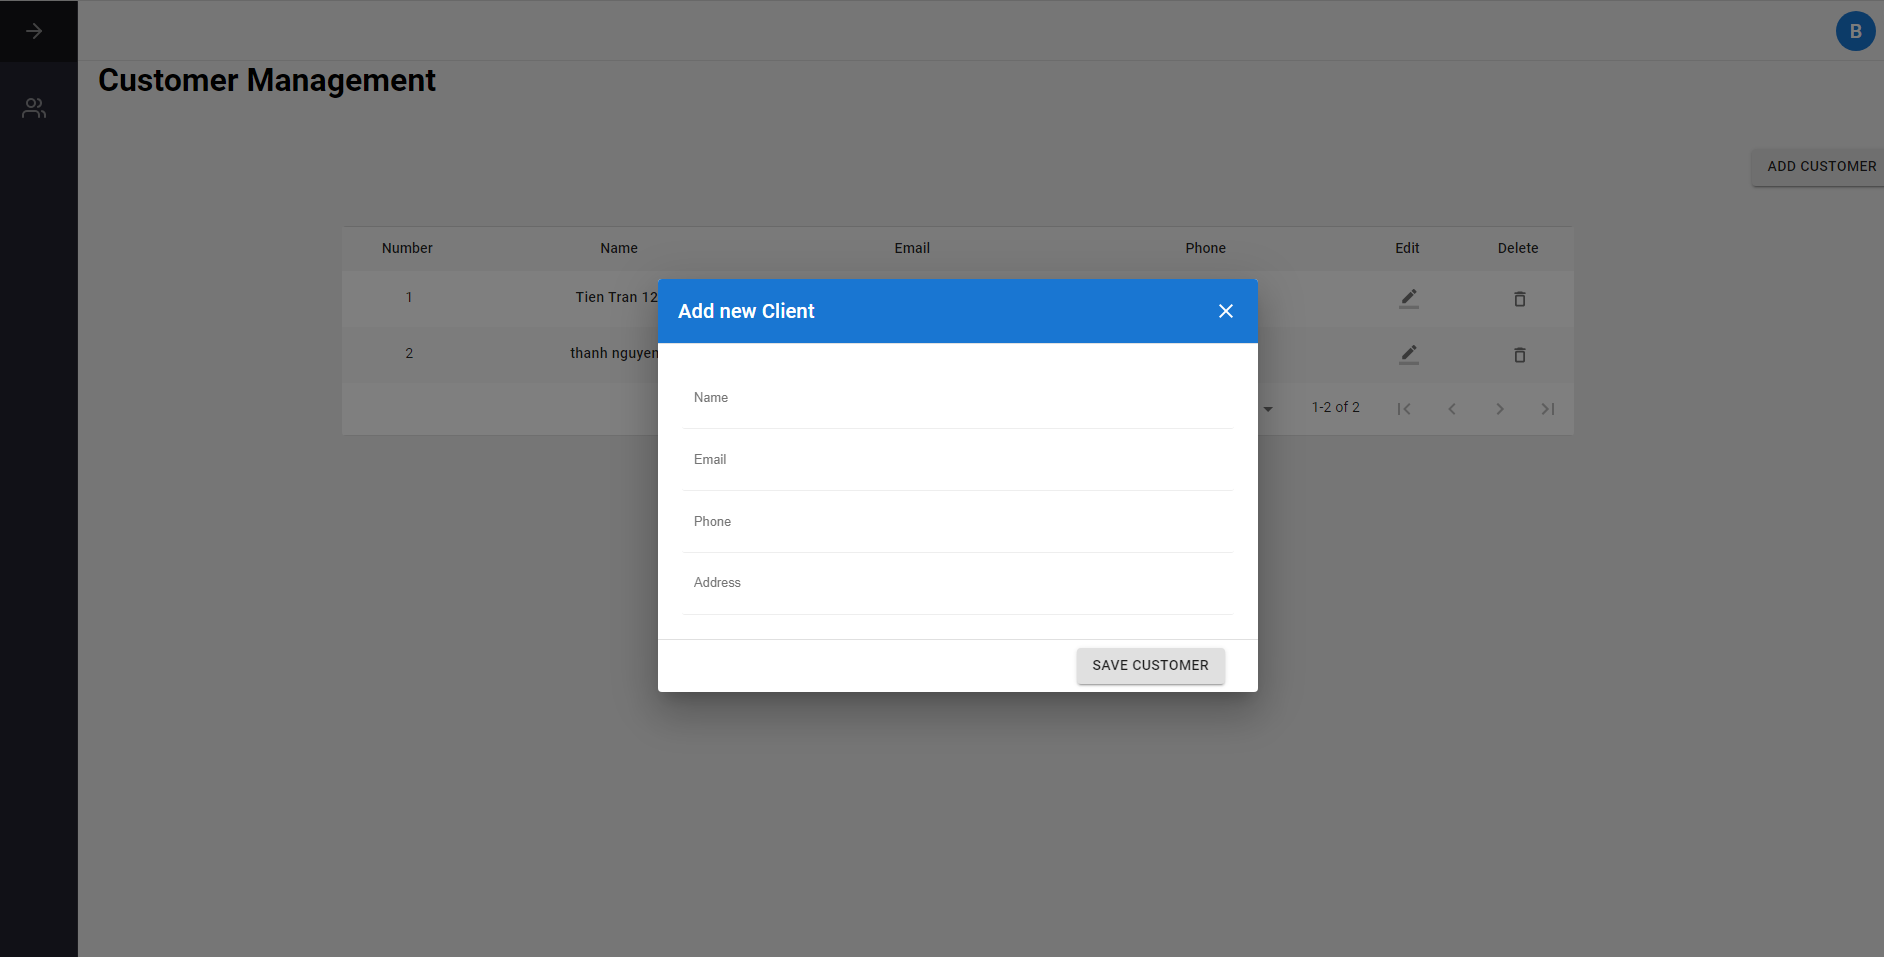 B
Customer Management
ADD CUSTOMER
Number Name Email Phone Edit Delete
1 Tien Tran 12
2 thanh nguyen
1-2 of 2
Add new Client
Name
Email
Phone
Address
SAVE CUSTOMER